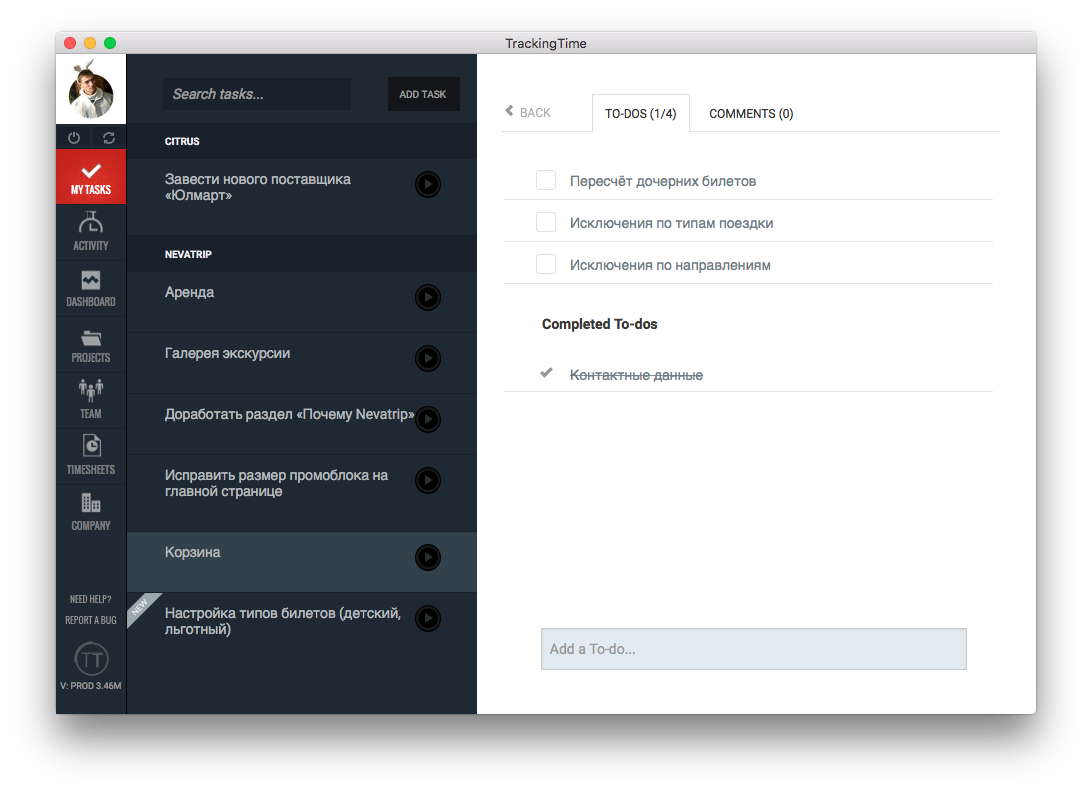 TrackingTime
MY TASKS
ACTIVITY
DASHBOARD
PROJECTS
TEAM
TIMESHEETS
COMPANY
NEED HELP?
REPORT A BUG
TT
V: PROD 3.46M
Search tasks...
ADD TASK
CITRUS
Завести нового поставщика
«Юлмарт»
NEVATRIP
Аренда
Галерея экскурсии
Доработать раздел «Почему Nevatrip»
Исправить размер промоблока на
главной странице
Корзина
NEW
Настройка типов билетов (детский,
льготный)
BACK
TO-DOS (1/4)
COMMENTS (0)
Пересчёт дочерних билетов
Исключения по типам поездки
Исключения по направлениям
Completed To-dos
Контактные данные
Add a To-do...